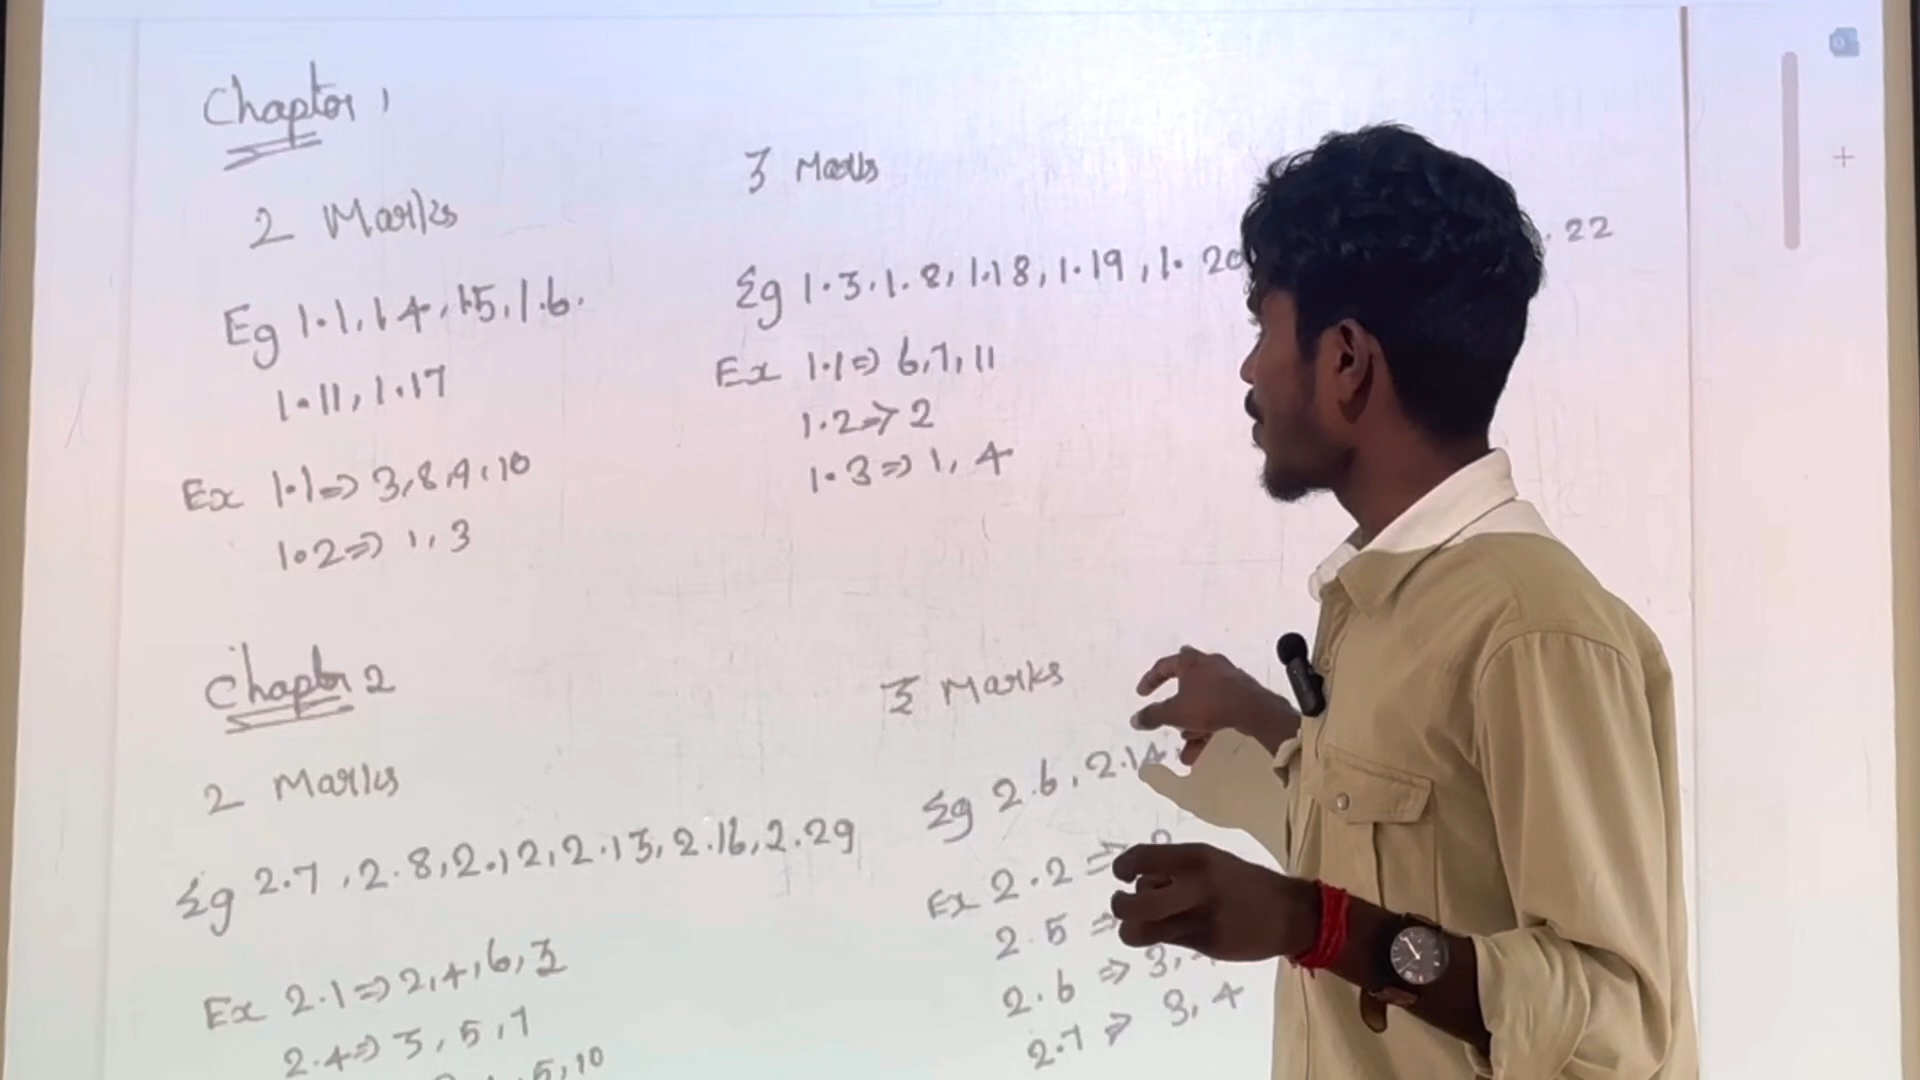 Chapter 1
2 Marks
Eg 1.1, 1.4, 1.5, 1.6.
1.11, 1.17
Ex 1.1 => 3, 8, 9, 10
1.2 => 1, 3
3 Marks
Eg 1.3, 1.8, 1.18, 1.19, 1.20 .22
Ex 1.1 => 6, 7, 11
1.2 => 2
1.3 => 1, 4
Chapter 2
2 Marks
Eg 2.7, 2.8, 2.12, 2.13, 2.16, 2.29
Ex 2.1 => 2, 4, 6, 3
2.4 => 3, 5, 7
5, 10
3 Marks
Eg 2.6, 2.14
Ex 2.2 =>
2.5 =>
2.6 => 3,
2.7 => 3, 4